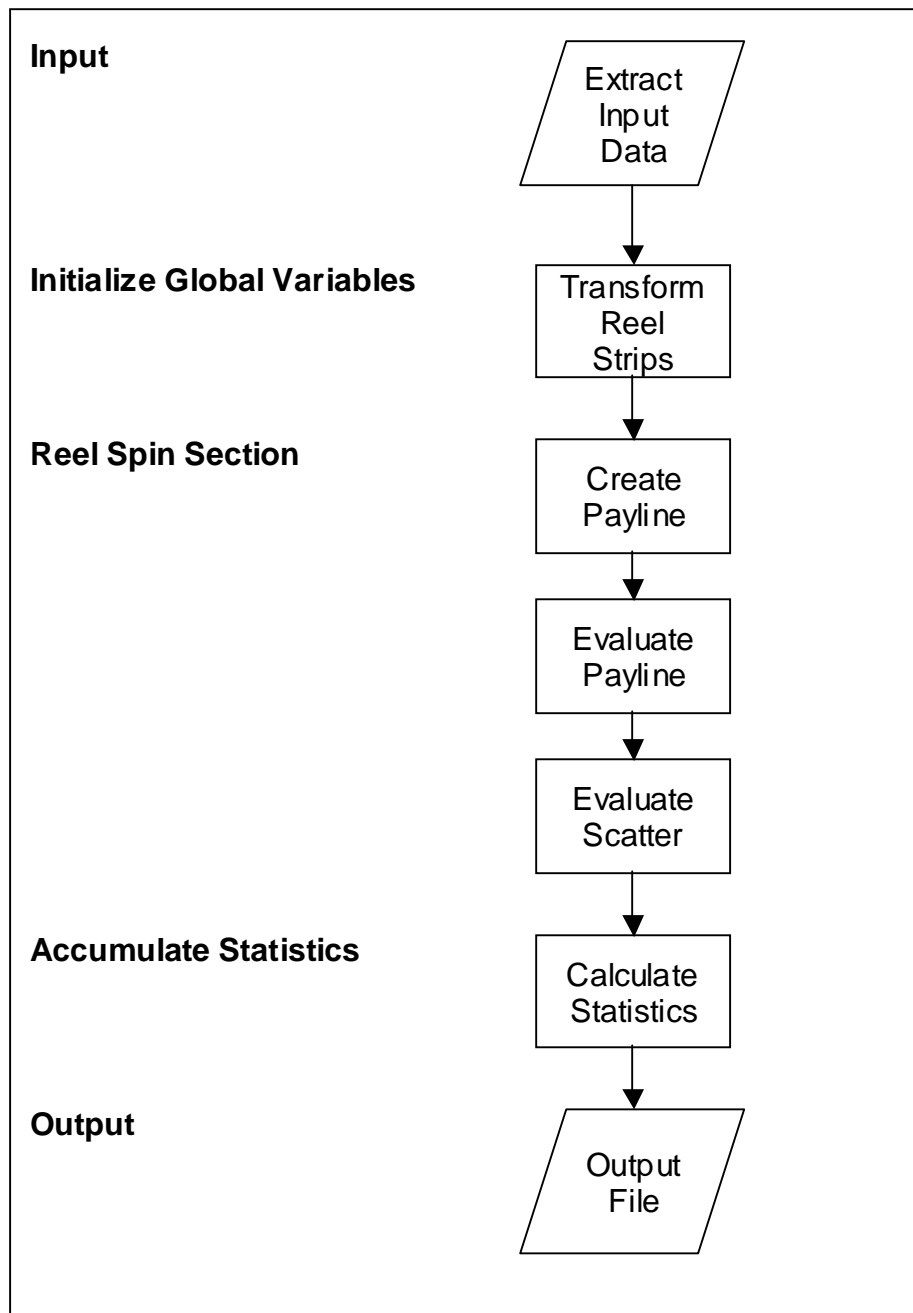 Input
Extract
Input
Data
Initialize Global Variables
Transform
Reel
Strips
Reel Spin Section
Create
Payline
Evaluate
Payline
Evaluate
Scatter
Accumulate Statistics
Calculate
Statistics
Output
Output
File